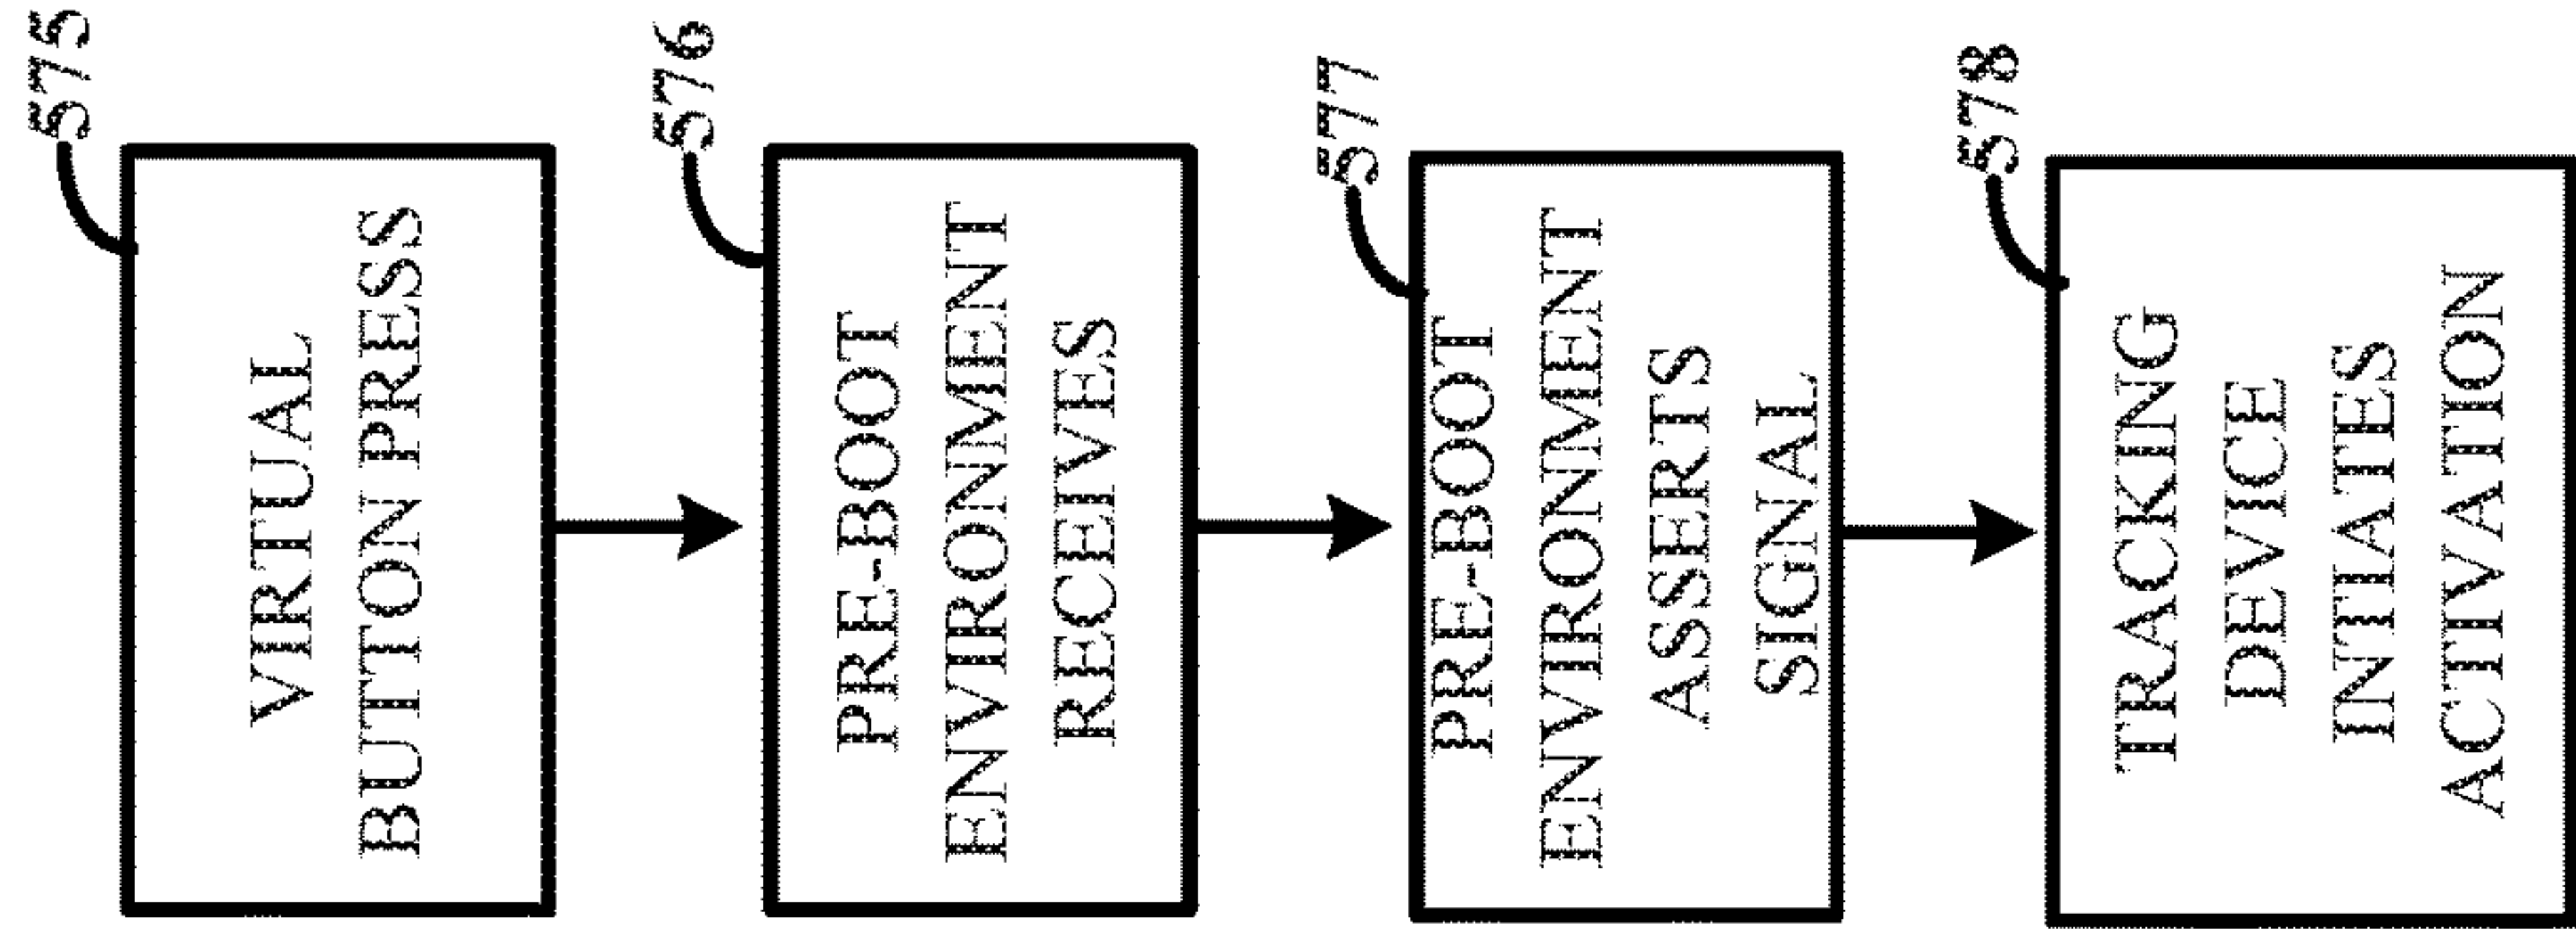 575
VIRTUAL
BUTTON PRESS
576
PRE-BOOT
ENVIRONMENT
RECEIVES
577
PRE-BOOT
ENVIRONMENT
ASSERTS
SIGNAL
578
TRACKING
DEVICE
INTIATES
ACTIVATION